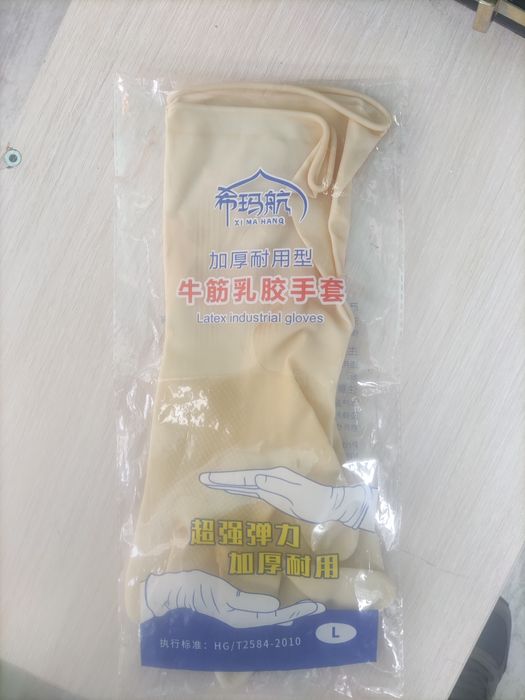 希玛航
XI MA HANG
加厚耐用型
牛筋乳胶手套
Latex industrial gloves
超强弹力
加厚耐用
执行标准：HG/T2584-2010
L